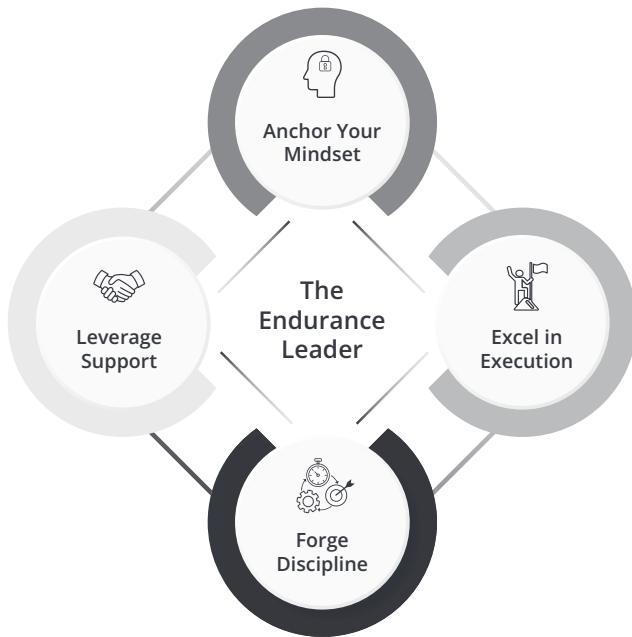 Anchor Your
Mindset
The
Endurance
Leader
Leverage
Support
Excel in
Execution
Forge
Discipline